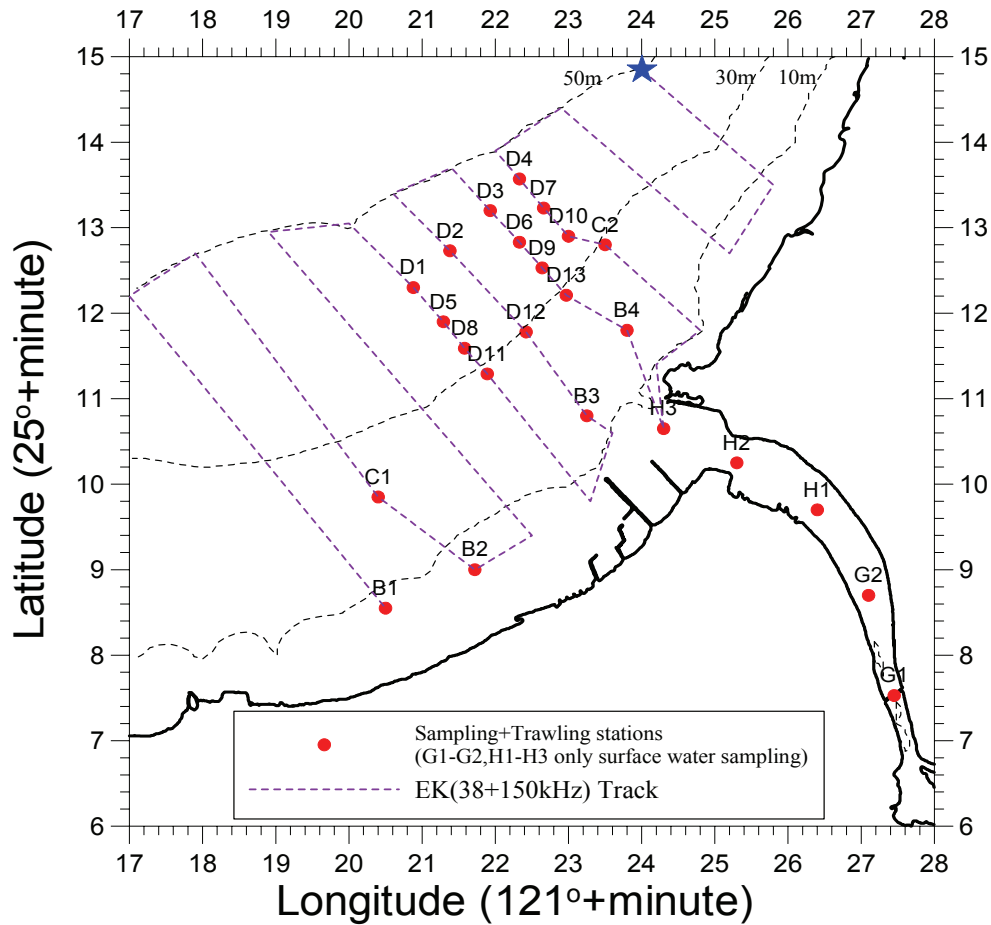 17 18 19 20 21 22 23 24 25 26 27 28
15 50m 30m 10m 15
14 14
D4
D3 D7
13 D6 D10 C2 13
D2 D9
D1 D13
12 D5 D12 B4 12
D8
D11
11 B3 H3 11
H2
10 C1 H1 10
9 B2 G2 9
B1
8 G1 8
7 Sampling+Trawling stations 7
(G1-G2,H1-H3 only surface water sampling)
EK(38+150kHz) Track
6 6
17 18 19 20 21 22 23 24 25 26 27 28
Longitude (121o+minute)
Latitude (25o+minute)